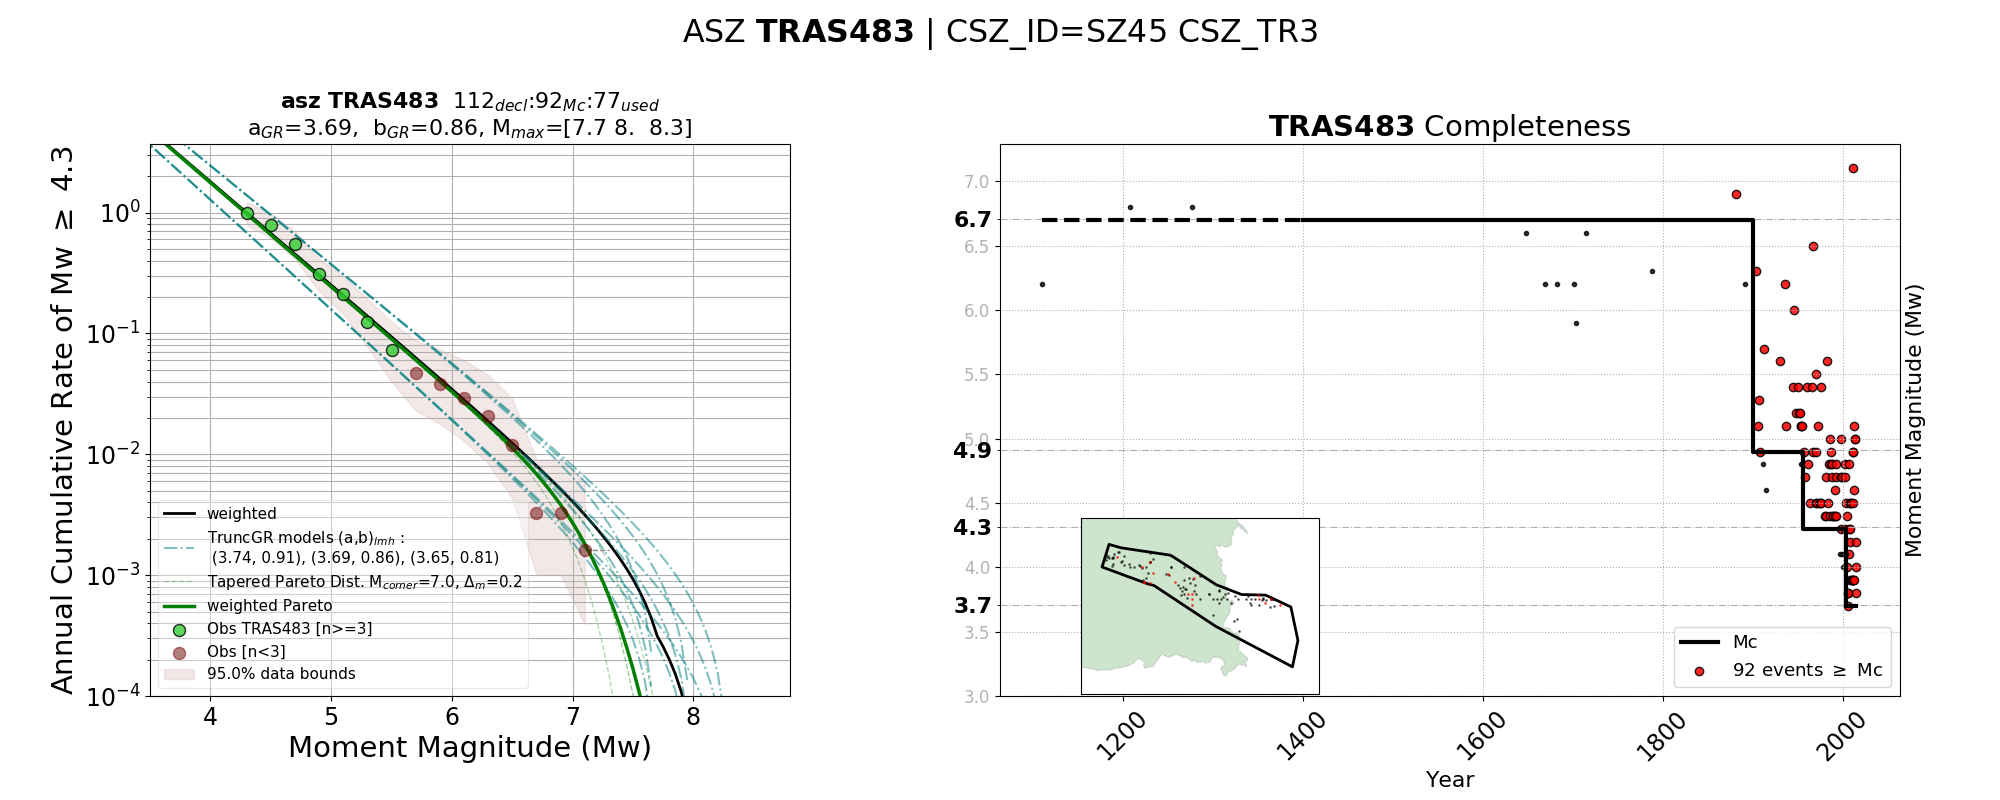 ASZ TRAS483 | CSZ_ID=SZ45 CSZ_TR3
asz TRAS483 112decl:92Mc:77used
aGR=3.69, bGR=0.86, Mmax=[7.7 8. 8.3]
Annual Cumulative Rate of Mw ≥ 4.3
10^0
10^-1
10^-2
10^-3
10^-4
weighted
TruncGR models (a,b)lmh :
(3.74, 0.91), (3.69, 0.86), (3.65, 0.81)
Tapered Pareto Dist. Mcorner=7.0, Δm=0.2
weighted Pareto
Obs TRAS483 [n>=3]
Obs [n<3]
95.0% data bounds
4 5 6 7 8
Moment Magnitude (Mw)
TRAS483 Completeness
7.0
6.7
6.5
6.0
5.5
5.0
4.9
4.5
4.3
4.0
3.7
3.5
3.0
Mc
92 events ≥ Mc
1200 1400 1600 1800 2000
Year
Moment Magnitude (Mw)